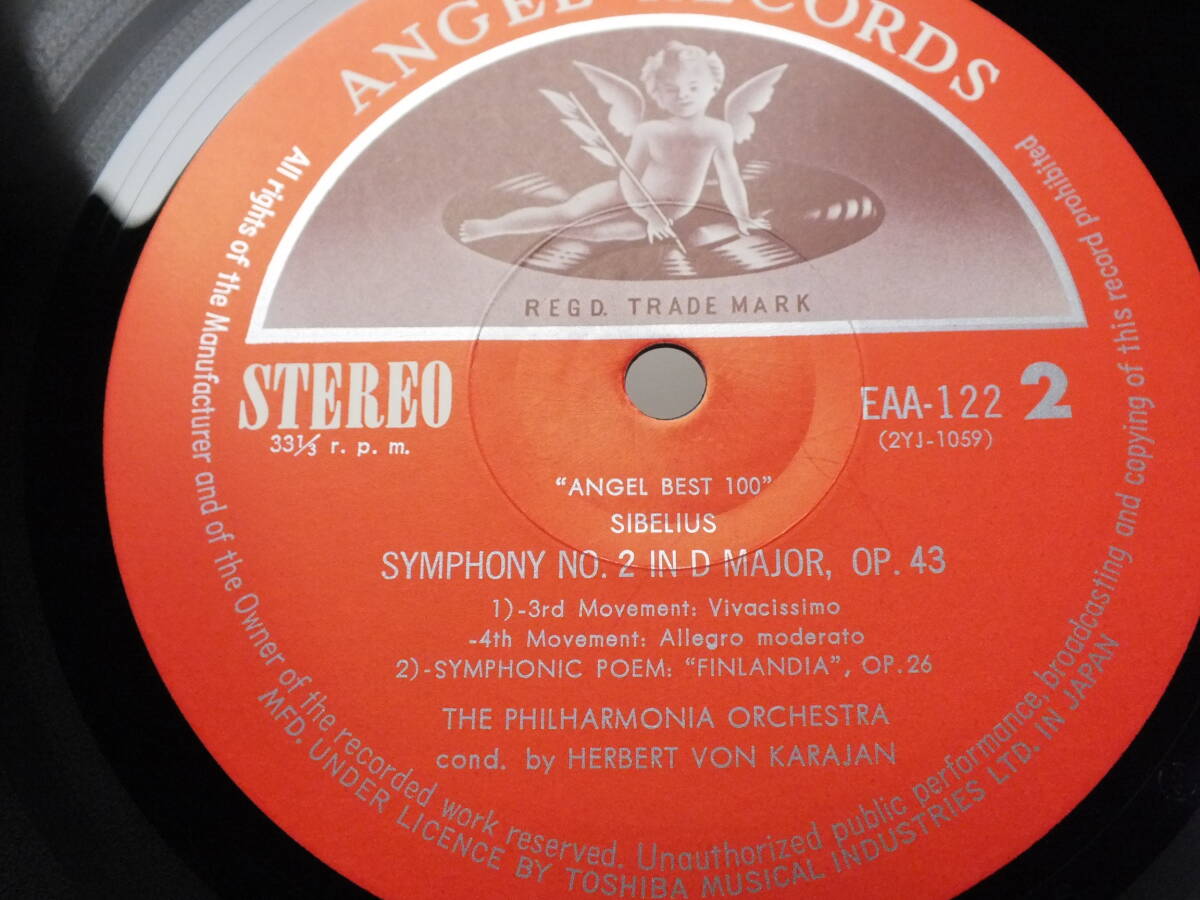 ANGEL RECORDS
REGD. TRADE MARK
STEREO
33⅓ r. p. m.
EAA-122 2
(2YJ-1059)
"ANGEL BEST 100"
SIBELIUS
SYMPHONY NO. 2 IN D MAJOR, OP. 43
1)-3rd Movement: Vivacissimo
-4th Movement: Allegro moderato
2)-SYMPHONIC POEM: "FINLANDIA", OP.26
THE PHILHARMONIA ORCHESTRA
cond. by HERBERT VON KARAJAN
All rights of the Manufacturer and of the Owner of the recorded work reserved. Unauthorized public performance, broadcasting and copying of this record prohibited
MFD. UNDER LICENCE BY TOSHIBA MUSICAL INDUSTRIES LTD. IN JAPAN